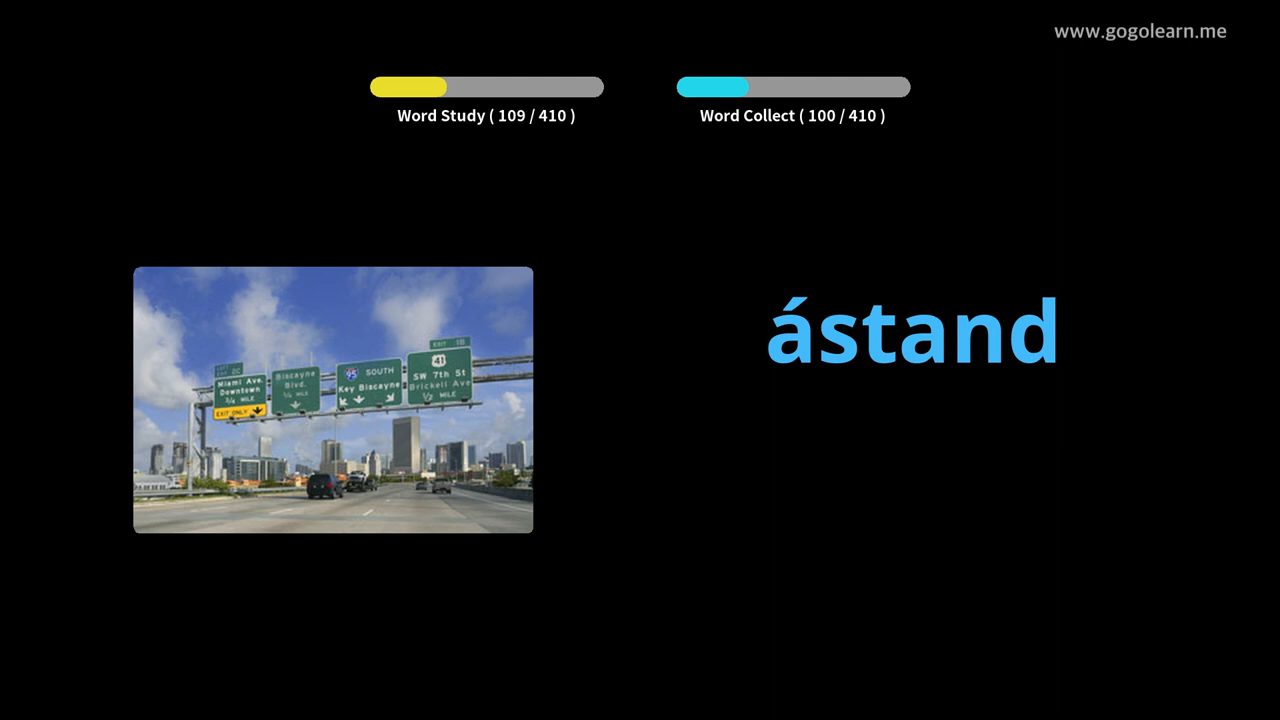 www.gogolearn.me
Word Study ( 109 / 410 )
Word Collect ( 100 / 410 )
ástand
EXIT 1B
2C
Miami Ave.
Downtown
3/4 MILE
EXIT ONLY
Biscayne
Blvd.
1/4 MILE
95 SOUTH
Key Biscayne
41
SW 7th St
Brickell Ave
1/2 MILE